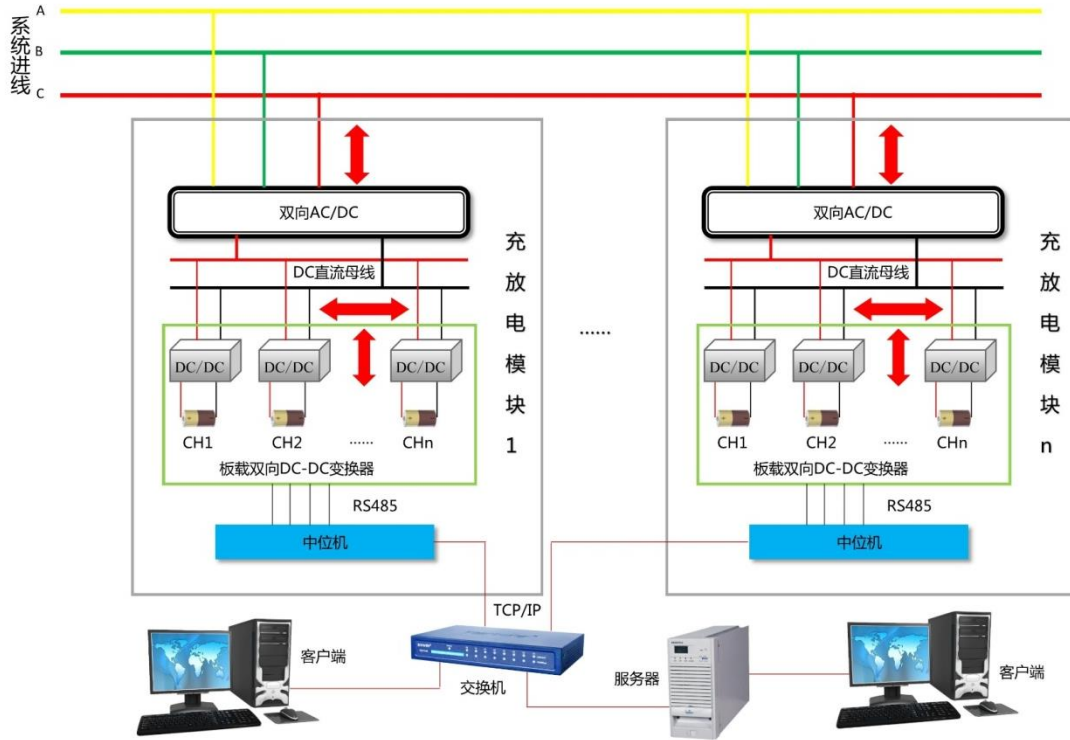 系统进线
A
B
C
双向AC/DC
DC直流母线
DC/DC
DC/DC
DC/DC
CH1
CH2
......
CHn
板载双向DC-DC变换器
RS485
中位机
充放电模块1
......
双向AC/DC
DC直流母线
DC/DC
DC/DC
DC/DC
CH1
CH2
......
CHn
板载双向DC-DC变换器
RS485
中位机
充放电模块n
TCP/IP
客户端
交换机
服务器
客户端